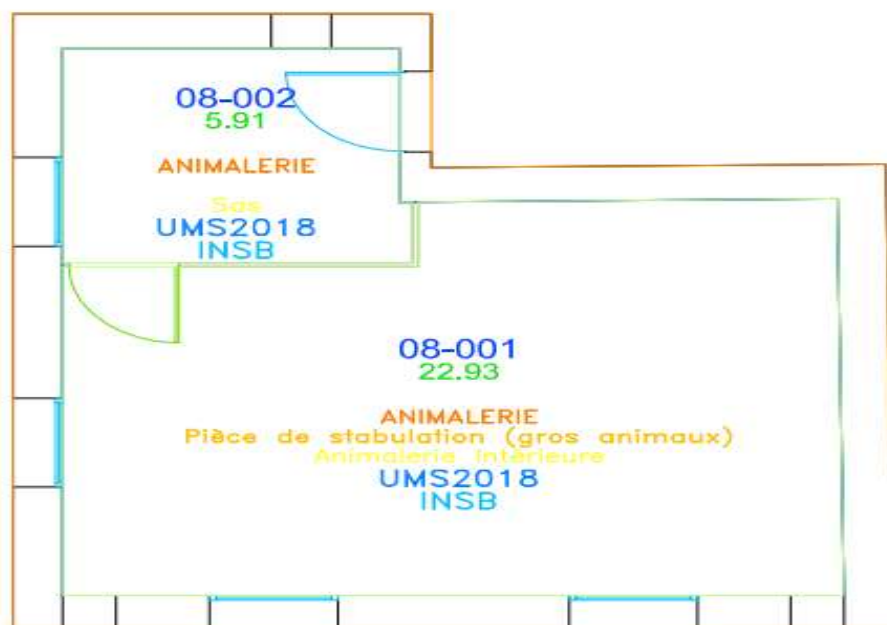 08-002
5.91
ANIMALERIE
Sas
UMS2018
INSB
08-001
22.93
ANIMALERIE
Pièce de stabulation (gros animaux)
Animalerie Intérieure
UMS2018
INSB